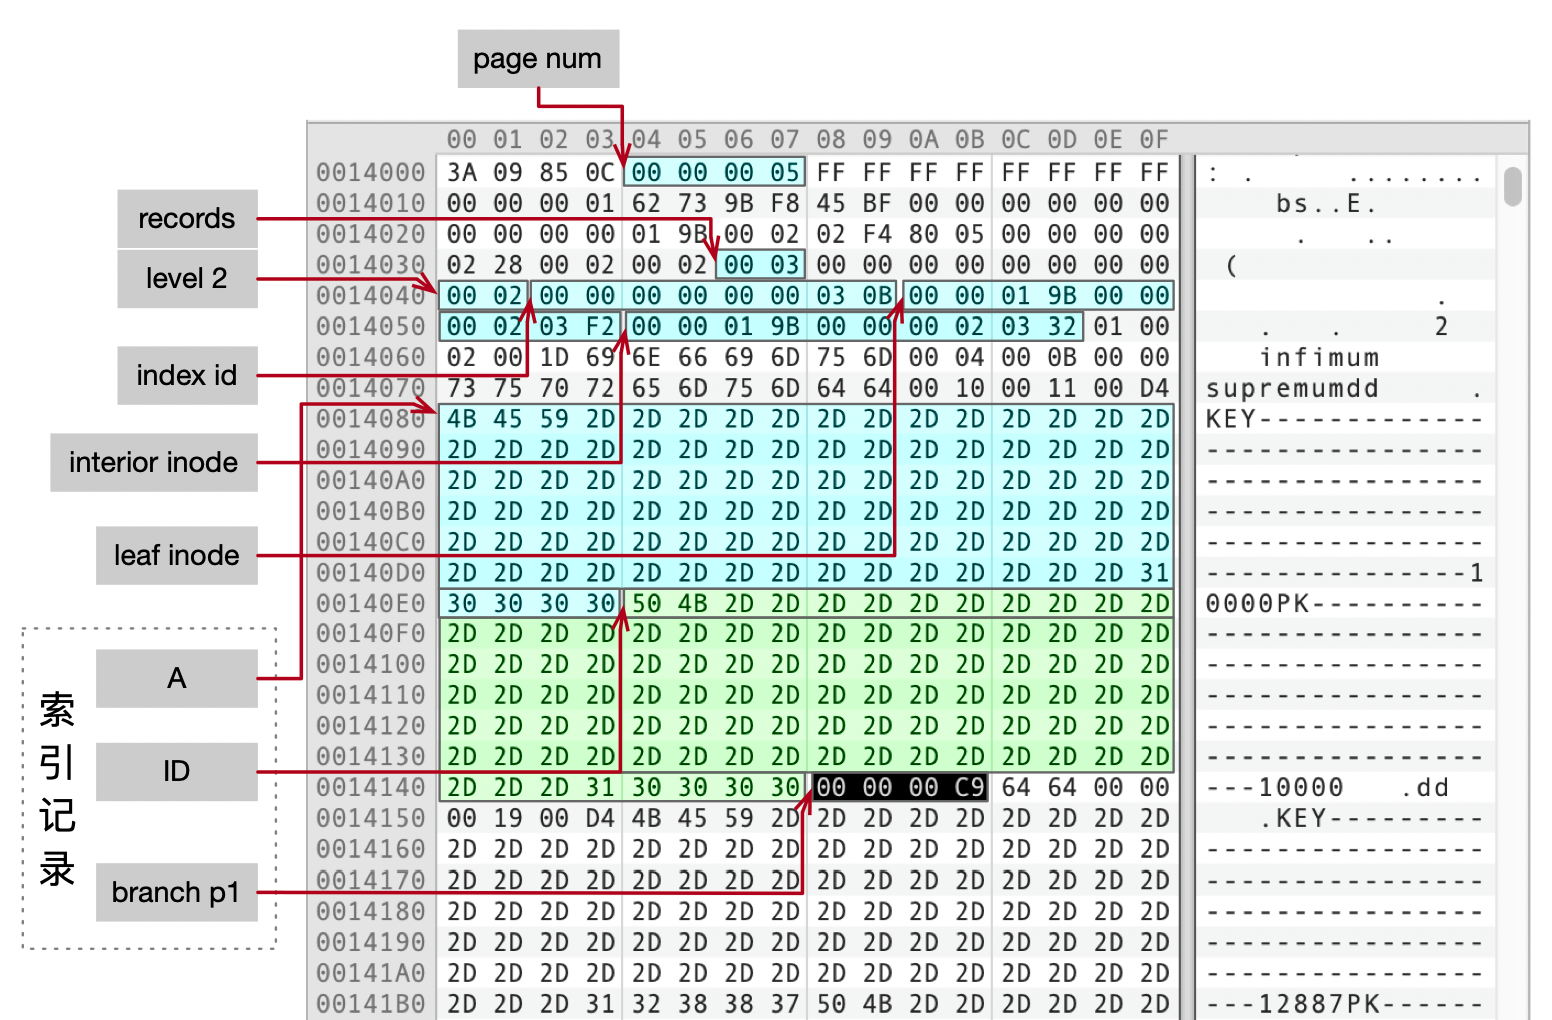 page num
00 01 02 03 04 05 06 07 08 09 0A 0B 0C 0D 0E 0F
0014000 3A 09 85 0C 00 00 00 05 FF FF FF FF FF FF FF FF : . ........
records
0014010 00 00 00 01 62 73 9B F8 45 BF 00 00 00 00 00 00 bs..E.
0014020 00 00 00 00 01 9B 00 02 02 F4 80 05 00 00 00 00 . ..
level 2
0014030 02 28 00 02 00 02 00 03 00 00 00 00 00 00 00 00 (
0014040 00 02 00 00 00 00 00 00 03 0B 00 00 01 9B 00 00 .
0014050 00 02 03 F2 00 00 01 9B 00 00 00 02 03 32 01 00 . . 2
index id
0014060 02 00 1D 69 6E 66 69 6D 75 6D 00 04 00 0B 00 00 infimum
0014070 73 75 70 72 65 6D 75 6D 64 64 00 10 00 11 00 D4 supremumdd .
0014080 4B 45 59 2D 2D 2D 2D 2D 2D 2D 2D 2D 2D 2D 2D 2D KEY-------------
interior inode
0014090 2D 2D 2D 2D 2D 2D 2D 2D 2D 2D 2D 2D 2D 2D 2D 2D ----------------
00140A0 2D 2D 2D 2D 2D 2D 2D 2D 2D 2D 2D 2D 2D 2D 2D 2D ----------------
00140B0 2D 2D 2D 2D 2D 2D 2D 2D 2D 2D 2D 2D 2D 2D 2D 2D ----------------
00140C0 2D 2D 2D 2D 2D 2D 2D 2D 2D 2D 2D 2D 2D 2D 2D 2D ----------------
leaf inode
00140D0 2D 2D 2D 2D 2D 2D 2D 2D 2D 2D 2D 2D 2D 2D 2D 31 ---------------1
00140E0 30 30 30 30 50 4B 2D 2D 2D 2D 2D 2D 2D 2D 2D 2D 0000PK----------
00140F0 2D 2D 2D 2D 2D 2D 2D 2D 2D 2D 2D 2D 2D 2D 2D 2D ----------------
0014100 2D 2D 2D 2D 2D 2D 2D 2D 2D 2D 2D 2D 2D 2D 2D 2D ----------------
索引记录
A
0014110 2D 2D 2D 2D 2D 2D 2D 2D 2D 2D 2D 2D 2D 2D 2D 2D ----------------
0014120 2D 2D 2D 2D 2D 2D 2D 2D 2D 2D 2D 2D 2D 2D 2D 2D ----------------
0014130 2D 2D 2D 2D 2D 2D 2D 2D 2D 2D 2D 2D 2D 2D 2D 2D ----------------
ID
0014140 2D 2D 2D 31 30 30 30 30 00 00 00 C9 64 64 00 00 ---10000 .dd
0014150 00 19 00 D4 4B 45 59 2D 2D 2D 2D 2D 2D 2D 2D 2D .KEY---------
0014160 2D 2D 2D 2D 2D 2D 2D 2D 2D 2D 2D 2D 2D 2D 2D 2D ----------------
0014170 2D 2D 2D 2D 2D 2D 2D 2D 2D 2D 2D 2D 2D 2D 2D 2D ----------------
branch p1
0014180 2D 2D 2D 2D 2D 2D 2D 2D 2D 2D 2D 2D 2D 2D 2D 2D ----------------
0014190 2D 2D 2D 2D 2D 2D 2D 2D 2D 2D 2D 2D 2D 2D 2D 2D ----------------
00141A0 2D 2D 2D 2D 2D 2D 2D 2D 2D 2D 2D 2D 2D 2D 2D 2D ----------------
00141B0 2D 2D 2D 31 32 38 38 37 50 4B 2D 2D 2D 2D 2D 2D ---12887PK------